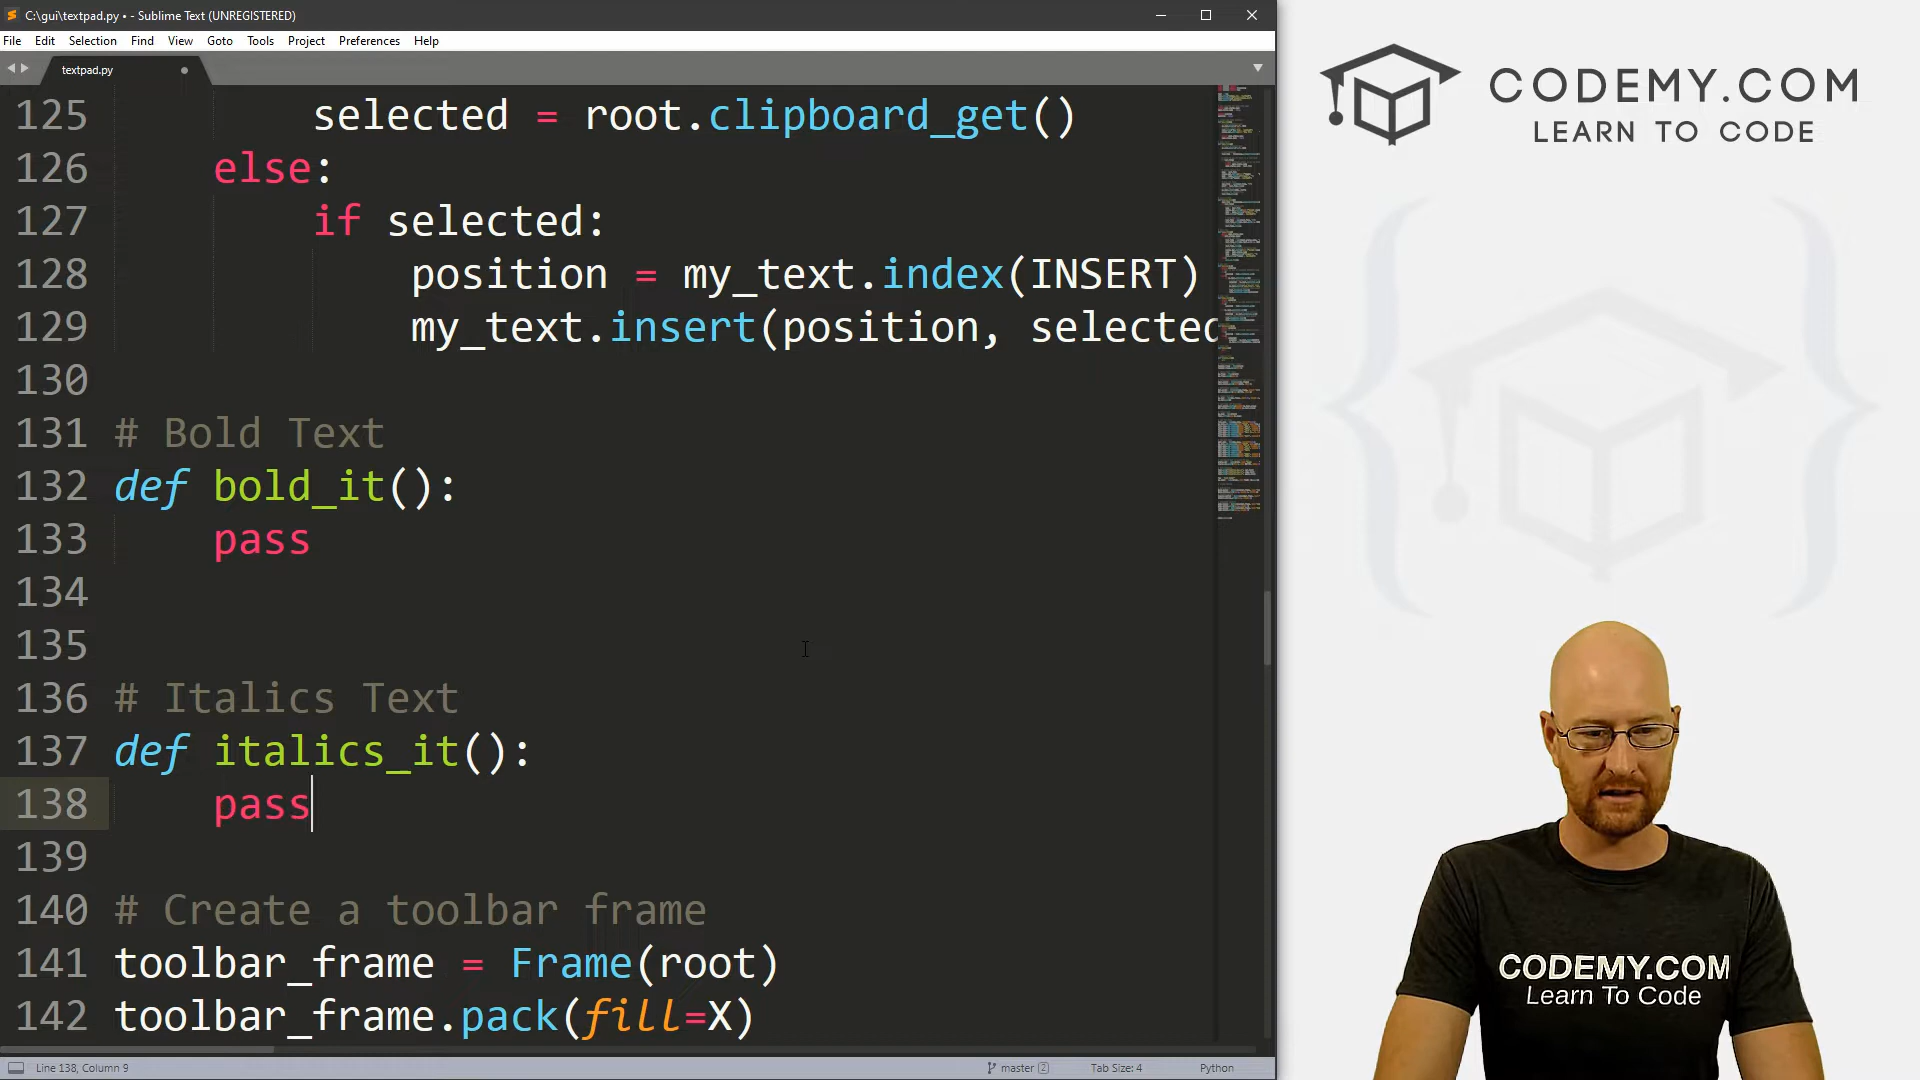 C:\gui\textpad.py • - Sublime Text (UNREGISTERED)
File Edit Selection Find View Goto Tools Project Preferences Help
textpad.py
125 selected = root.clipboard_get()
126 else:
127 if selected:
128 position = my_text.index(INSERT)
129 my_text.insert(position, selected
130
131 # Bold Text
132 def bold_it():
133 pass
134
135
136 # Italics Text
137 def italics_it():
138 pass
139
140 # Create a toolbar frame
141 toolbar_frame = Frame(root)
142 toolbar_frame.pack(fill=X)
Line 138, Column 9
master 2
Tab Size: 4
Python
CODEMY.COM
LEARN TO CODE
CODEMY.COM
Learn To Code